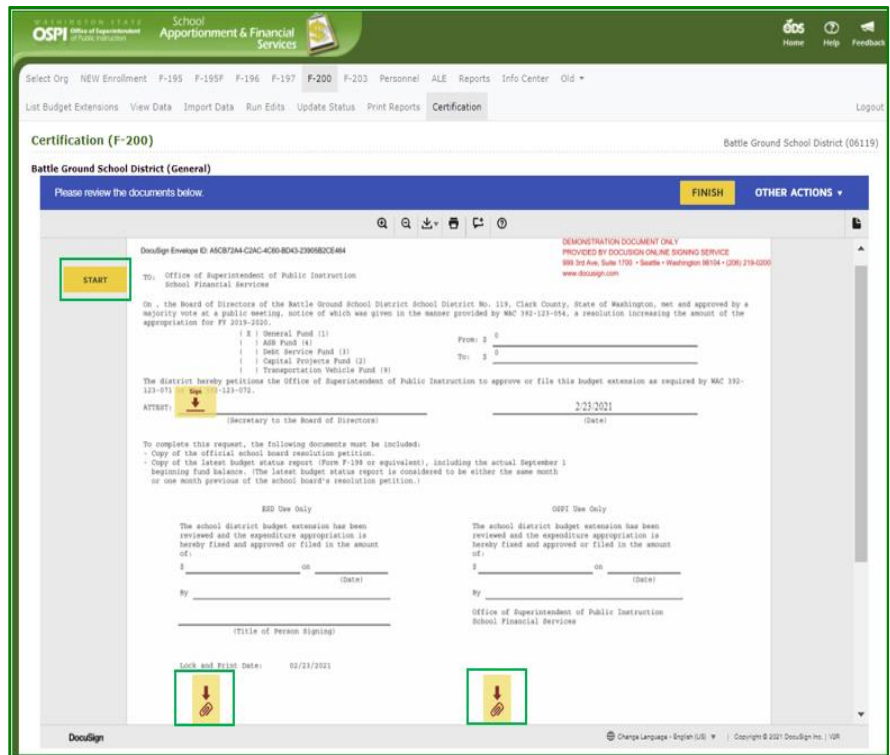 WASHINGTON STATE
OSPI Office of Superintendent of Public Instruction
School
Apportionment & Financial
Services
eds
Home Help Feedback
Select Org NEW Enrollment F-195 F-195F F-196 F-197 F-200 F-203 Personnel ALE Reports Info Center Old
List Budget Extensions View Data Import Data Run Edits Update Status Print Reports Certification Logout
Certification (F-200) Battle Ground School District (06119)
Battle Ground School District (General)
Please review the documents below. FINISH OTHER ACTIONS
DocuSign Envelope ID: A5CB72A4-C2AC-4C60-BD43-23905B2CE464
DEMONSTRATION DOCUMENT ONLY
PROVIDED BY DOCUSIGN ONLINE SIGNING SERVICE
999 3rd Ave, Suite 1700 • Seattle • Washington 98104 • (206) 219-0200
www.docusign.com
START
TO: Office of Superintendent of Public Instruction
School Financial Services
On , the Board of Directors of the Battle Ground School District School District No. 119, Clark County, State of Washington, met and approved by a
majority vote at a public meeting, notice of which was given in the manner provided by WAC 392-123-054, a resolution increasing the amount of the
appropriation for FY 2019-2020.
( X ) General Fund (1)
( ) ASB Fund (4)
( ) Debt Service Fund (3)
( ) Capital Projects Fund (2)
( ) Transportation Vehicle Fund (9)
From: $ 0
To: $ 0
The district hereby petitions the Office of Superintendent of Public Instruction to approve or file this budget extension as required by WAC 392-
123-071 392-123-072.
Sign
ATTEST: 2/23/2021
(Secretary to the Board of Directors) (Date)
To complete this request, the following documents must be included:
- Copy of the official school board resolution petition.
- Copy of the latest budget status report (Form F-198 or equivalent), including the actual September 1
beginning fund balance. (The latest budget status report is considered to be either the same month
or one month previous of the school board's resolution petition.)
ESD Use Only
The school district budget extension has been
reviewed and the expenditure appropriation is
hereby fixed and approved or filed in the amount
of:
$ on
(Date)
By
(Title of Person Signing)
OSPI Use Only
The school district budget extension has been
reviewed and the expenditure appropriation is
hereby fixed and approved or filed in the amount
of:
$ on
(Date)
By
Office of Superintendent of Public Instruction
School Financial Services
Lock and Print Date: 02/23/2021
DocuSign Change Language - English (US) | Copyright © 2021 DocuSign Inc. | V2R